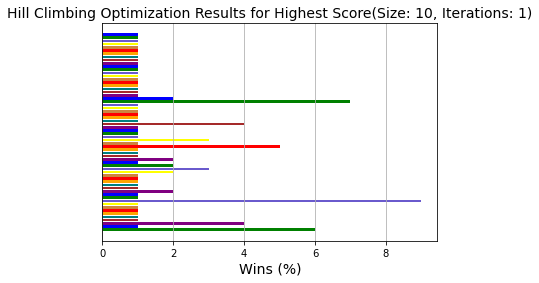 Hill Climbing Optimization Results for Highest Score(Size: 10, Iterations: 1)
0 2 4 6 8
Wins (%)